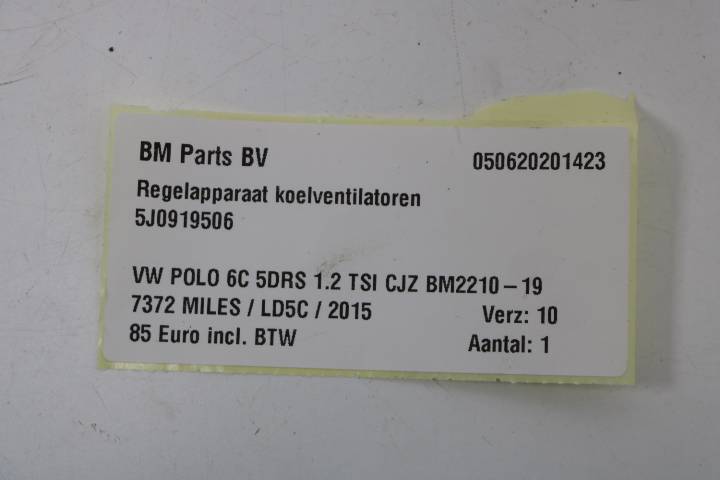 BM Parts BV 050620201423
Regelapparaat koelventilatoren
5J0919506
VW POLO 6C 5DRS 1.2 TSI CJZ BM2210-19
7372 MILES / LD5C / 2015 Verz: 10
85 Euro incl. BTW Aantal: 1